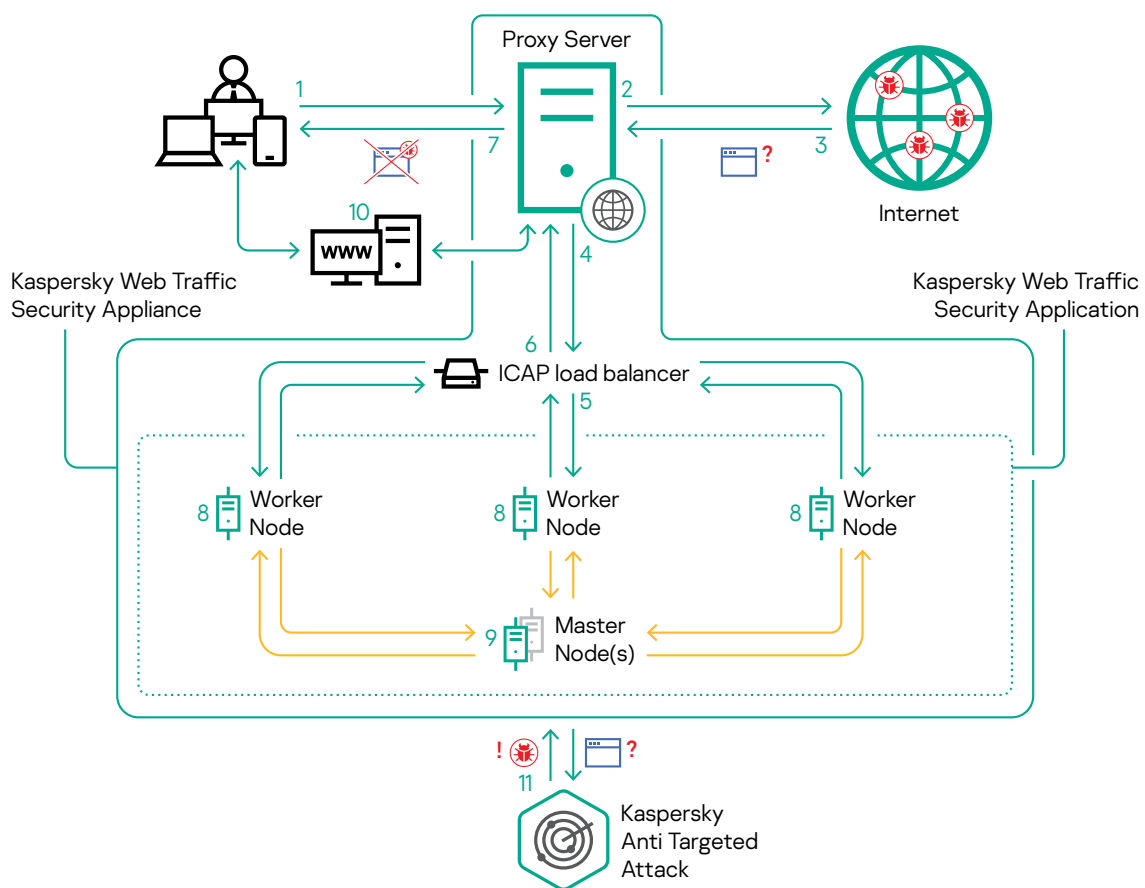 Proxy Server
1
2
7
3
?
Internet
10
www
4
Kaspersky Web Traffic
Security Appliance
Kaspersky Web Traffic
Security Application
6
ICAP load balancer
5
8
Worker
Node
8
Worker
Node
8
Worker
Node
9
Master
Node(s)
!
?
11
Kaspersky
Anti Targeted
Attack